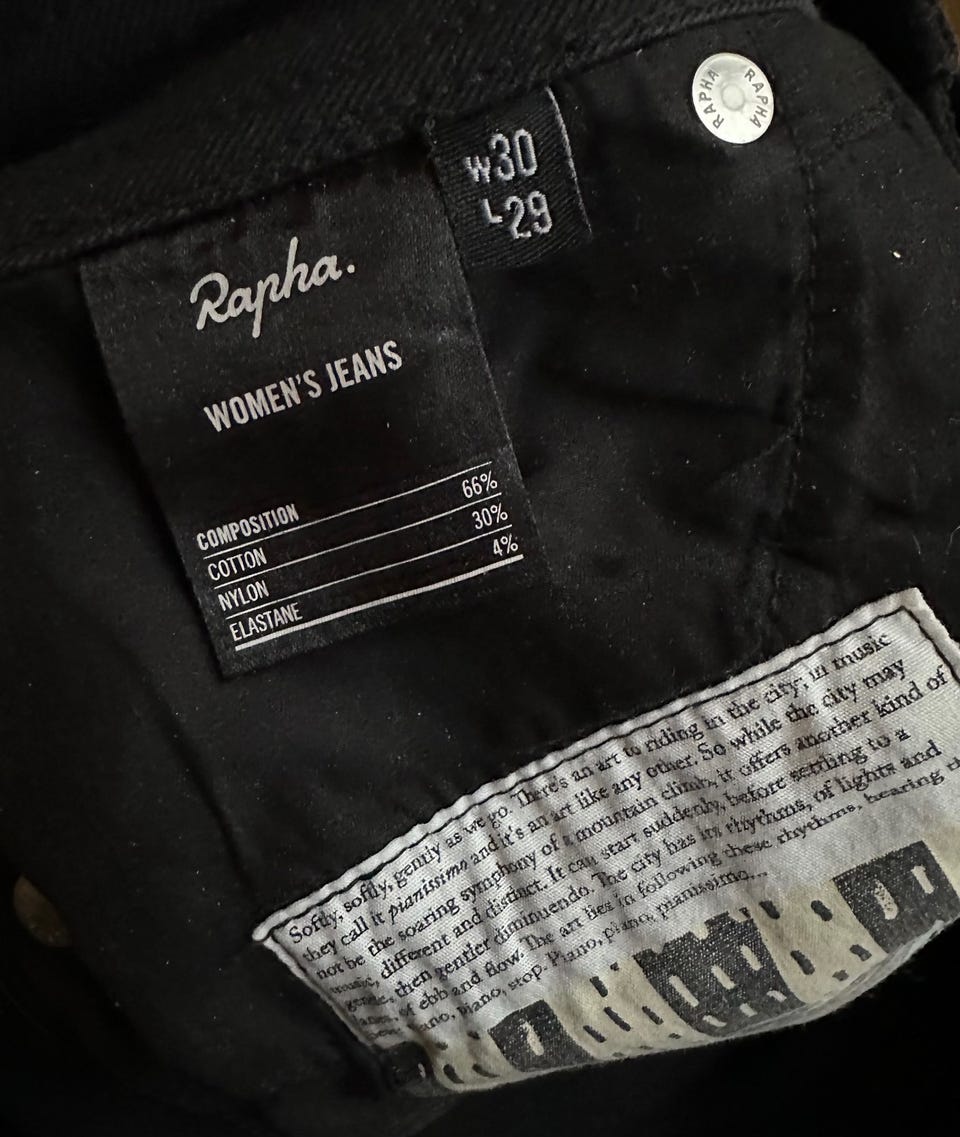 RAPHA RAPHA
W30
L29
Rapha.
WOMEN'S JEANS
COMPOSITION 66%
COTTON 30%
NYLON 4%
ELASTANE
Softly, softly, gently as we go. There's an art to riding in the city; in music
they call it pianissimo and it's an art like any other. So while the city may
not be the soaring symphony of a mountain climb, it offers another kind of
music, different and distinct. It can start suddenly, before settling to a
gentle, then gentler diminuendo. The city has its rhythms, of lights and
lanes, of ebb and flow. The art lies in following these rhythms, hearing
piano, stop. Piano, piano, pianissimo...